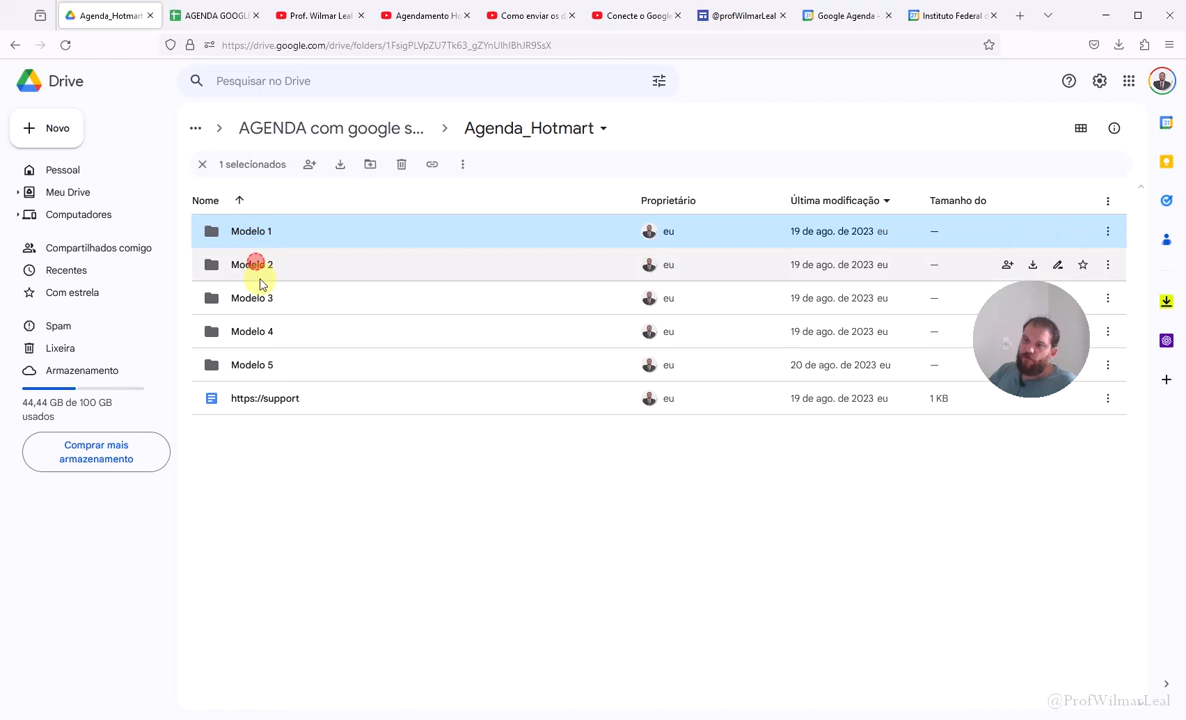 Agenda_Hotmart
AGENDA GOOGL
Prof. Wilmar Leal
Agendamento Ho
Como enviar os d
Conecte o Google
@profWilmarLeal
Google Agenda -
Instituto Federal d
https://drive.google.com/drive/folders/1FsigPLVpZU7Tk63_gZYnUIhIBhJR9SsX
Drive
Pesquisar no Drive
Novo
AGENDA com google s...
Agenda_Hotmart
1 selecionados
Pessoal
Meu Drive
Computadores
Compartilhados comigo
Recentes
Com estrela
Spam
Lixeira
Armazenamento
44,44 GB de 100 GB
usados
Comprar mais
armazenamento
Nome Proprietário Última modificação Tamanho do
Modelo 1 eu 19 de ago. de 2023 eu —
Modelo 2 eu 19 de ago. de 2023 eu —
Modelo 3 eu 19 de ago. de 2023 eu —
Modelo 4 eu 19 de ago. de 2023 eu —
Modelo 5 eu 20 de ago. de 2023 eu —
https://support eu 19 de ago. de 2023 eu 1 KB
@ProfWilmarLeal